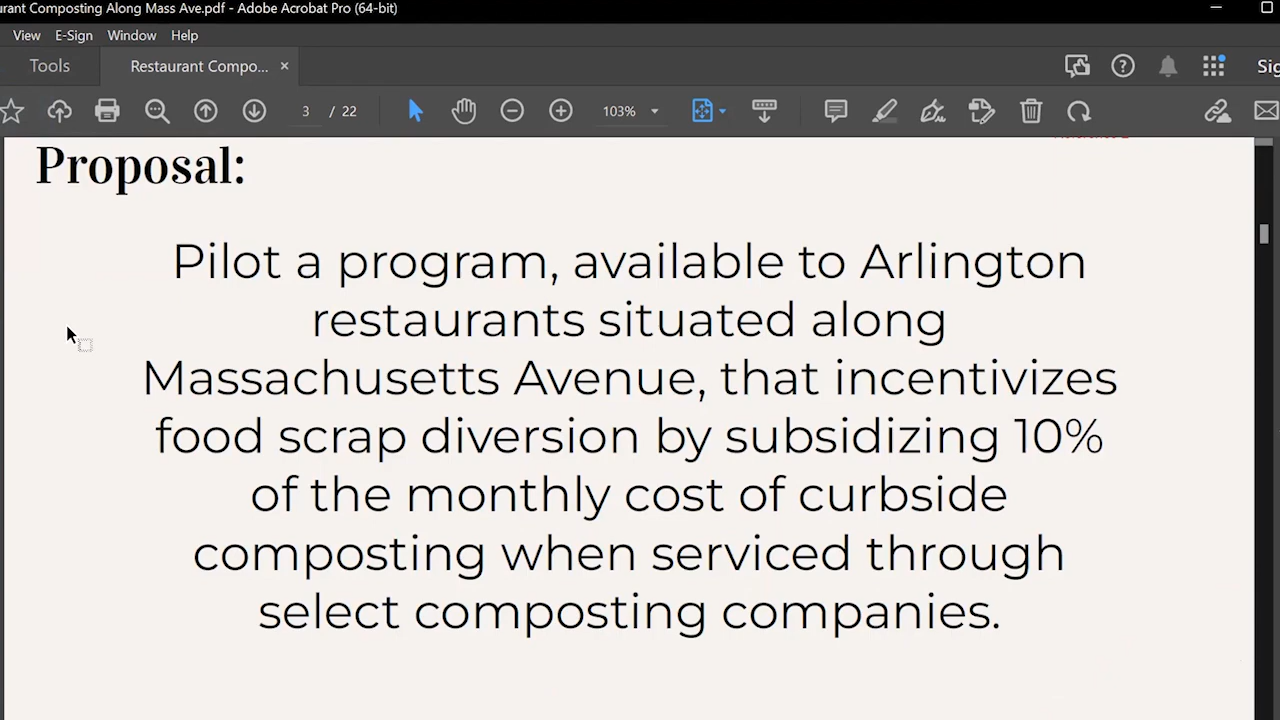 rant Composting Along Mass Ave.pdf - Adobe Acrobat Pro (64-bit)
View E-Sign Window Help
Tools Restaurant Compo... ×
3 / 22 103%
Proposal:
Pilot a program, available to Arlington
restaurants situated along
Massachusetts Avenue, that incentivizes
food scrap diversion by subsidizing 10%
of the monthly cost of curbside
composting when serviced through
select composting companies.